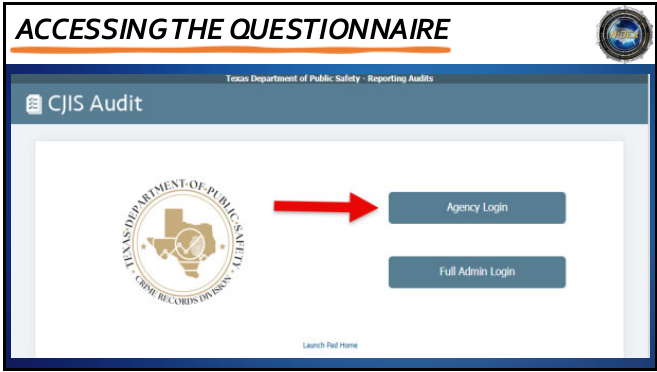 ACCESSING THE QUESTIONNAIRE
Texas Department of Public Safety - Reporting Audits
CJIS Audit
TEXAS·DEPARTMENT·OF·PUBLIC·SAFETY
CRIME RECORDS DIVISION
Agency Login
Full Admin Login
Launch Pad Home